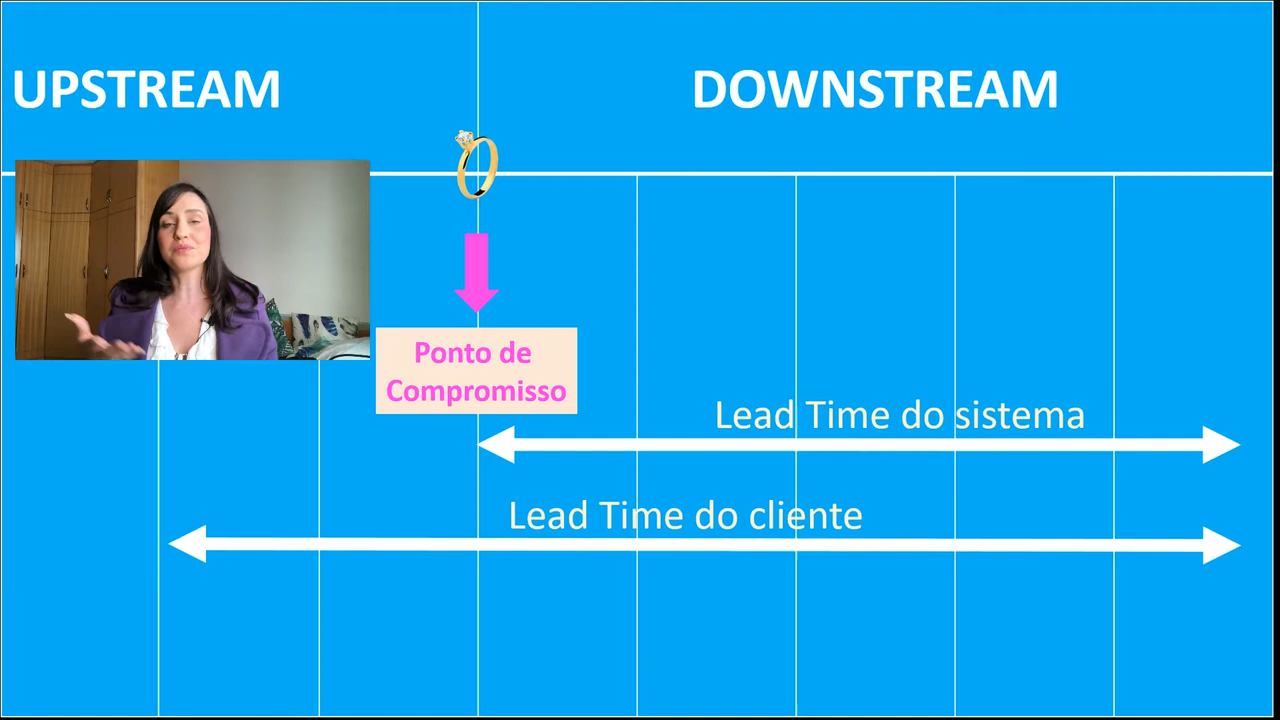 UPSTREAM
DOWNSTREAM
Ponto de
Compromisso
Lead Time do sistema
Lead Time do cliente